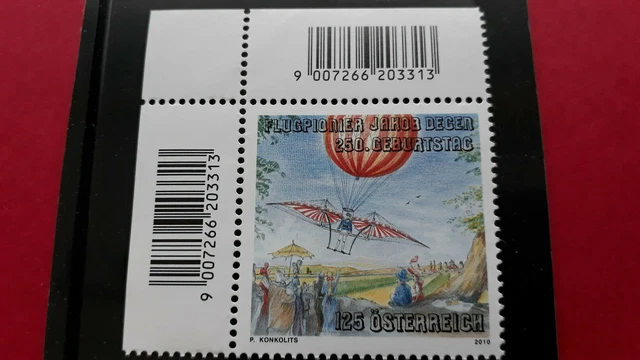 9 007266 203313
9 007266 203313
FLUGPIONIER JAKOB DEGEN
250. GEBURTSTAG
125 ÖSTERREICH
P. KONKOLITS
2010